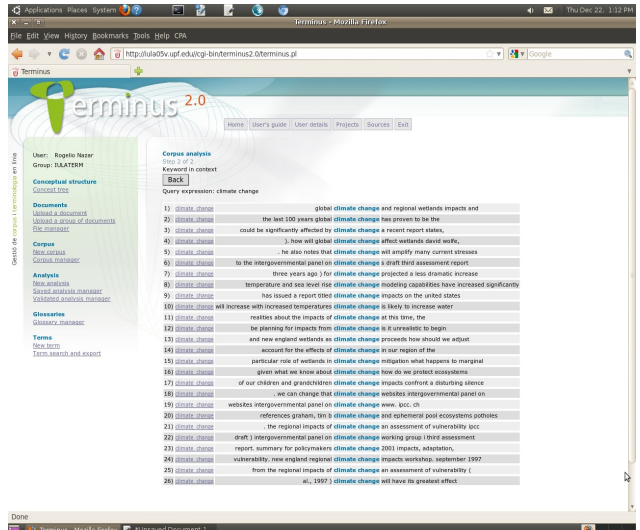 Applications Places System
Thu Dec 22, 1:12 PM
Terminus - Mozilla Firefox
File Edit View History Bookmarks Tools Help CPA
http://iula05v.upf.edu/cgi-bin/terminus2.0/terminus.pl
Google
Terminus
Terminus 2.0
Home User's guide User details Projects Sources Exit
Gestió de corpus i terminologia en línia
User: Rogelio Nazar
Group: IULATERM
Conceptual structure
Concept tree
Documents
Upload a document
Upload a group of documents
File manager
Corpus
New corpus
Corpus manager
Analysis
New analysis
Saved analysis manager
Validated analysis manager
Glossaries
Glossary manager
Terms
New term
Term search and export
Corpus analysis
Step 2 of 2
Keyword in context
Back
Query expression: climate change
1) climate change global climate change and regional wetlands impacts and
2) climate change the last 100 years global climate change has proven to be the
3) climate change could be significantly affected by climate change a recent report states,
4) climate change ). how will global climate change affect wetlands david wolfe,
5) climate change . he also notes that climate change will amplify many current stresses
6) climate change to the intergovernmental panel on climate change s draft third assessment report
7) climate change three years ago ) for climate change projected a less dramatic increase
8) climate change temperature and sea level rise climate change modeling capabilities have increased significantly
9) climate change has issued a report titled climate change impacts on the united states
10) climate change will increase with increased temperatures climate change is likely to increase water
11) climate change realities about the impacts of climate change at this time, the
12) climate change be planning for impacts from climate change is it unrealistic to begin
13) climate change and new england wetlands as climate change proceeds how should we adjust
14) climate change account for the effects of climate change in our region of the
15) climate change particular role of wetlands in climate change mitigation what happens to marginal
16) climate change given what we know about climate change how do we protect ecosystems
17) climate change of our children and grandchildren climate change impacts confront a disturbing silence
18) climate change . we can change that climate change websites intergovernmental panel on
19) climate change websites intergovernmental panel on climate change www. ipcc. ch
20) climate change references graham, tim b climate change and ephemeral pool ecosystems potholes
21) climate change . the regional impacts of climate change an assessment of vulnerability ipcc
22) climate change draft ) intergovernmental panel on climate change working group i third assessment
23) climate change report. summary for policymakers climate change 2001 impacts, adaptation,
24) climate change vulnerability. new england regional climate change impacts workshop. september 1997
25) climate change from the regional impacts of climate change an assessment of vulnerability (
26) climate change al., 1997 ) climate change will have its greatest effect
Done
Terminus - Mozilla Firefox
*Unsaved Document 1